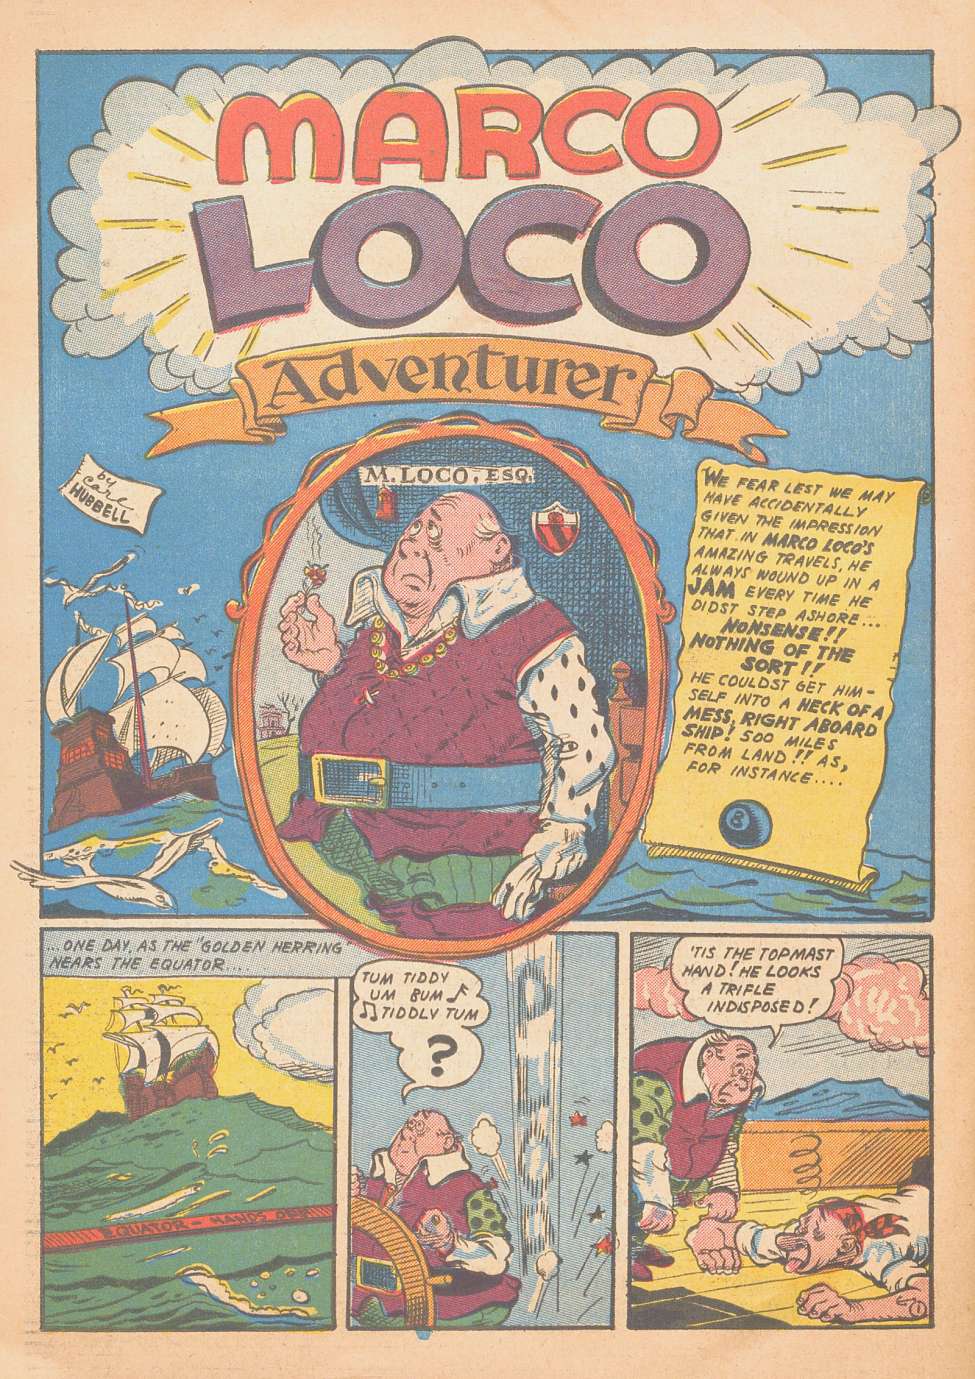 MARCO
LOCO
Adventurer
by
Carl
HUBBELL
M. LOCO, ESQ.
WE FEAR LEST WE MAY
HAVE ACCIDENTALLY
GIVEN THE IMPRESSION
THAT IN MARCO LOCO'S
AMAZING TRAVELS, HE
ALWAYS WOUND UP IN A
JAM EVERY TIME HE
DIDST STEP ASHORE...
NONSENSE!!
NOTHING OF THE
SORT!!
HE COULDST GET HIM-
SELF INTO A NECK OF A
MESS, RIGHT ABOARD
SHIP! 500 MILES
FROM LAND!! AS,
FOR INSTANCE....
8
...ONE DAY, AS THE "GOLDEN HERRING
NEARS THE EQUATOR....
EQUATOR - HANDS OFF!!!
TUM TIDDY
UM BUM ♪
♫ TIDDLY TUM
?
'TIS THE TOPMAST
HAND! HE LOOKS
A TRIFLE
INDISPOSED!